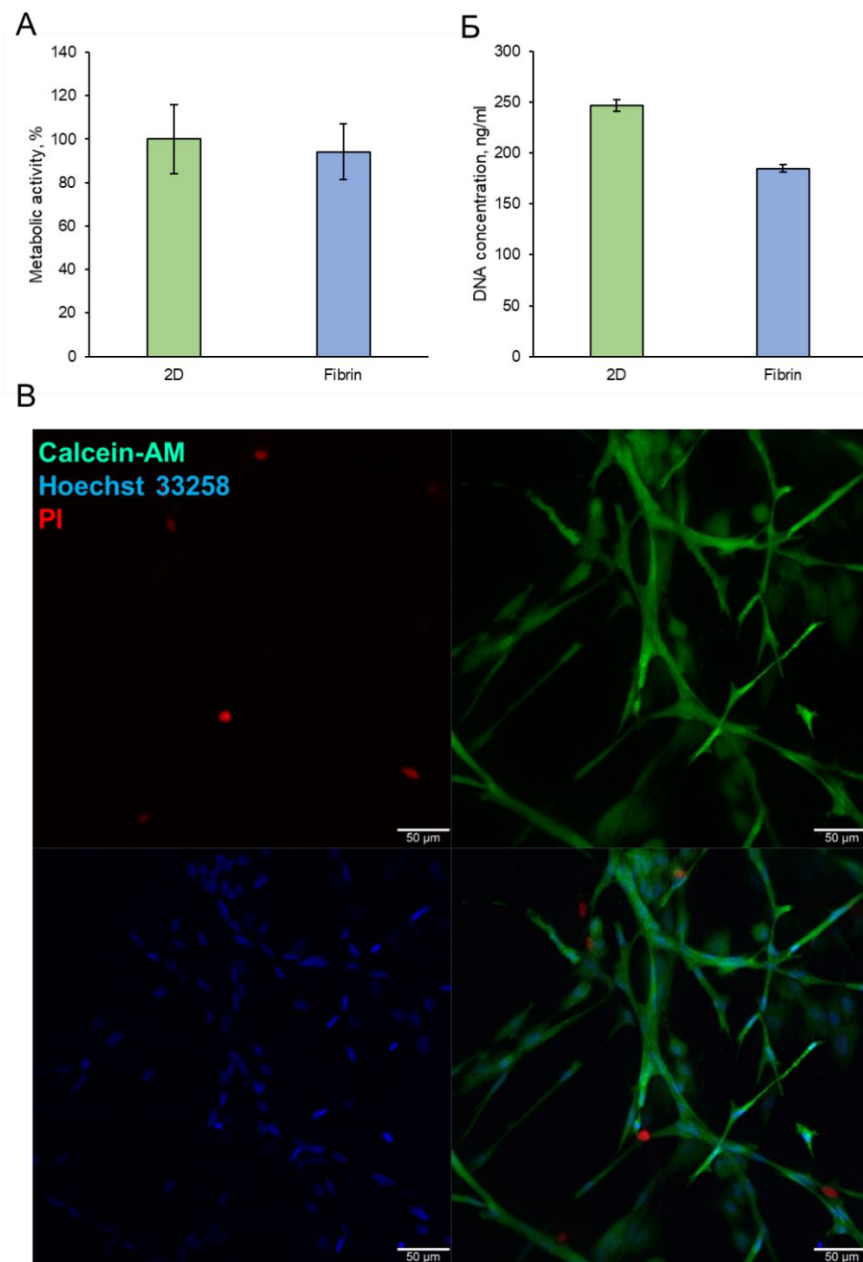 А
Metabolic activity, %
140
120
100
80
60
40
20
0
2D
Fibrin
Б
DNA concentration, ng/ml
300
250
200
150
100
50
0
2D
Fibrin
В
Calcein-AM
Hoechst 33258
PI
50 µm
50 µm
50 µm
50 µm